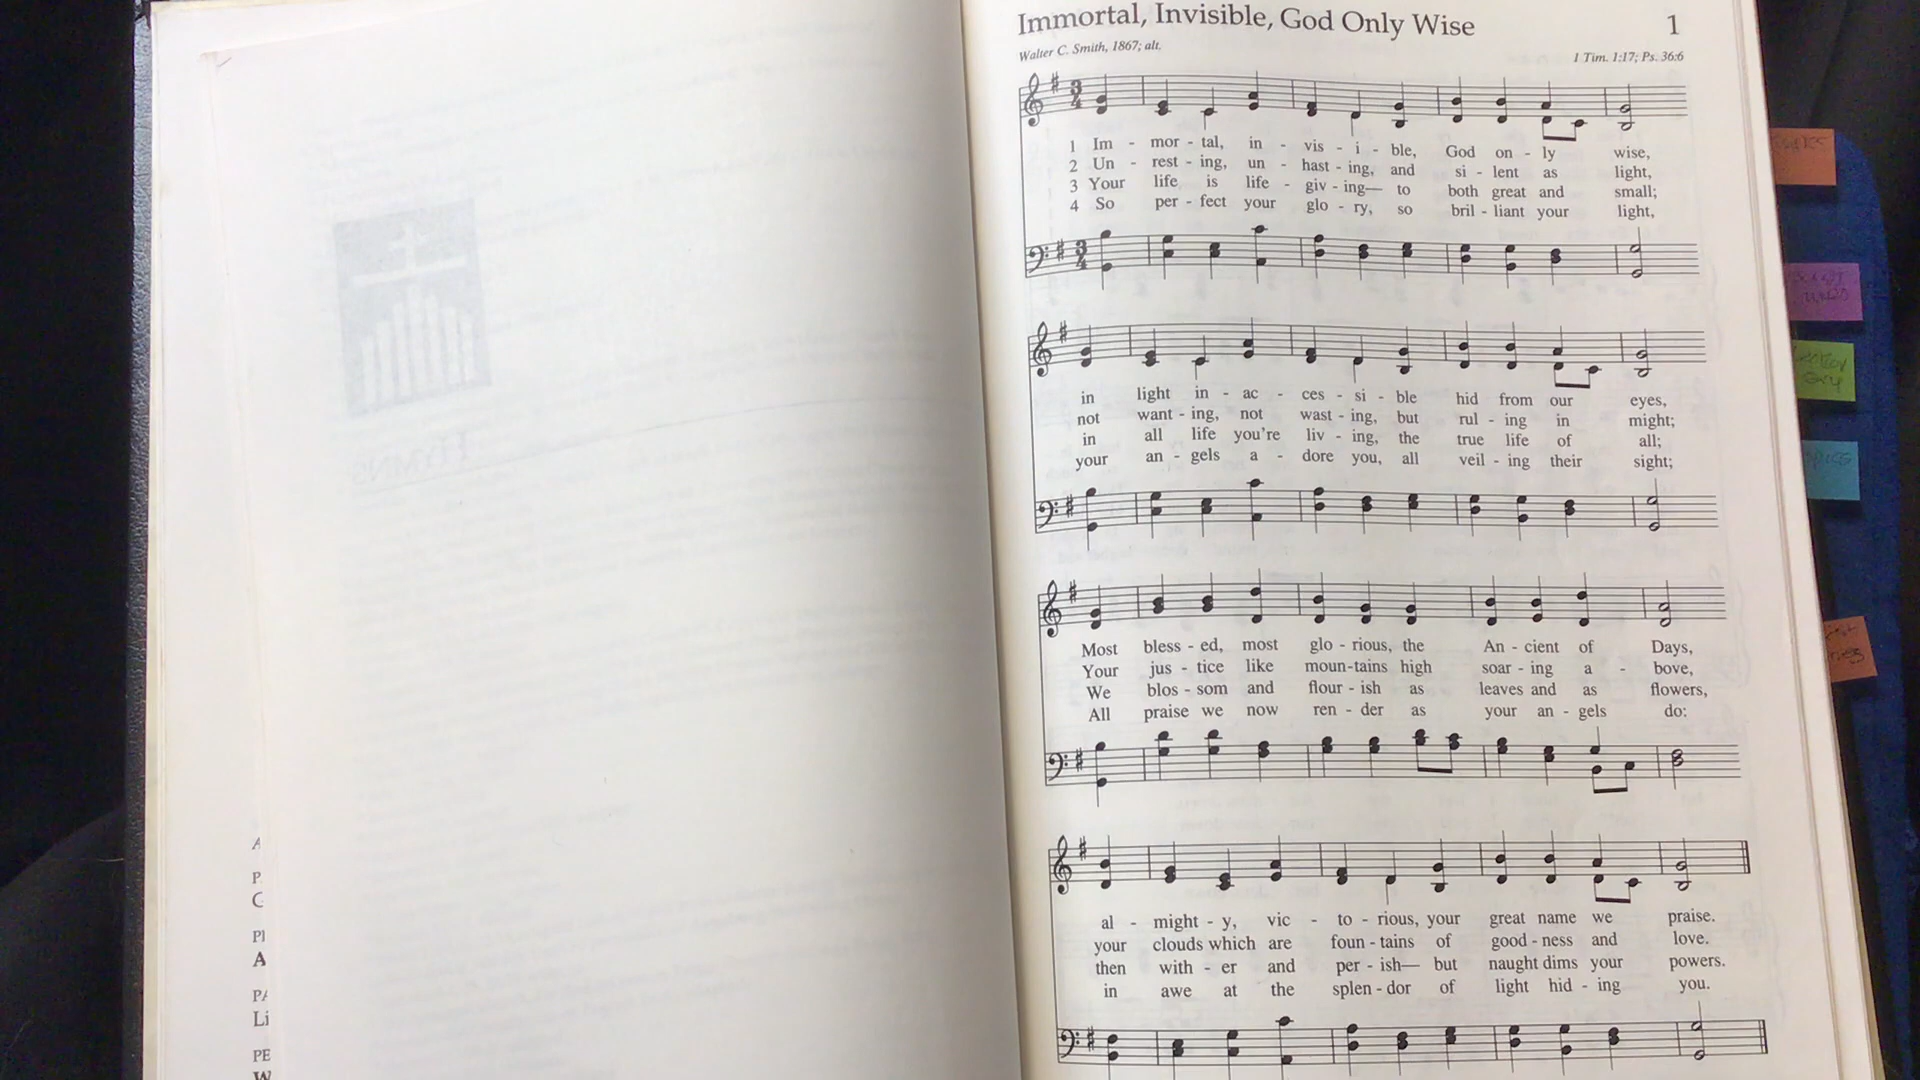 Immortal, Invisible, God Only Wise 1
Walter C. Smith, 1867; alt. 1 Tim. 1:17; Ps. 36:6
1 Im - mor - tal, in - vis - i - ble, God on - ly wise,
2 Un - rest - ing, un - hast - ing, and si - lent as light,
3 Your life is life - giv - ing— to both great and small;
4 So per - fect your glo - ry, so bril - liant your light,
in light in - ac - ces - si - ble hid from our eyes,
not want - ing, not wast - ing, but rul - ing in might;
in all life you're liv - ing, the true life of all;
your an - gels a - dore you, all veil - ing their sight;
Most bless - ed, most glo - rious, the An - cient of Days,
Your jus - tice like moun-tains high soar - ing a - bove,
We blos - som and flour - ish as leaves and as flowers,
All praise we now ren - der as your an - gels do:
al - might - y, vic - to - rious, your great name we praise.
your clouds which are foun - tains of good - ness and love.
then with - er and per - ish— but naught dims your powers.
in awe at the splen - dor of light hid - ing you.
HYMNS
A
P
C
PI
A
PA
Li
PE
W